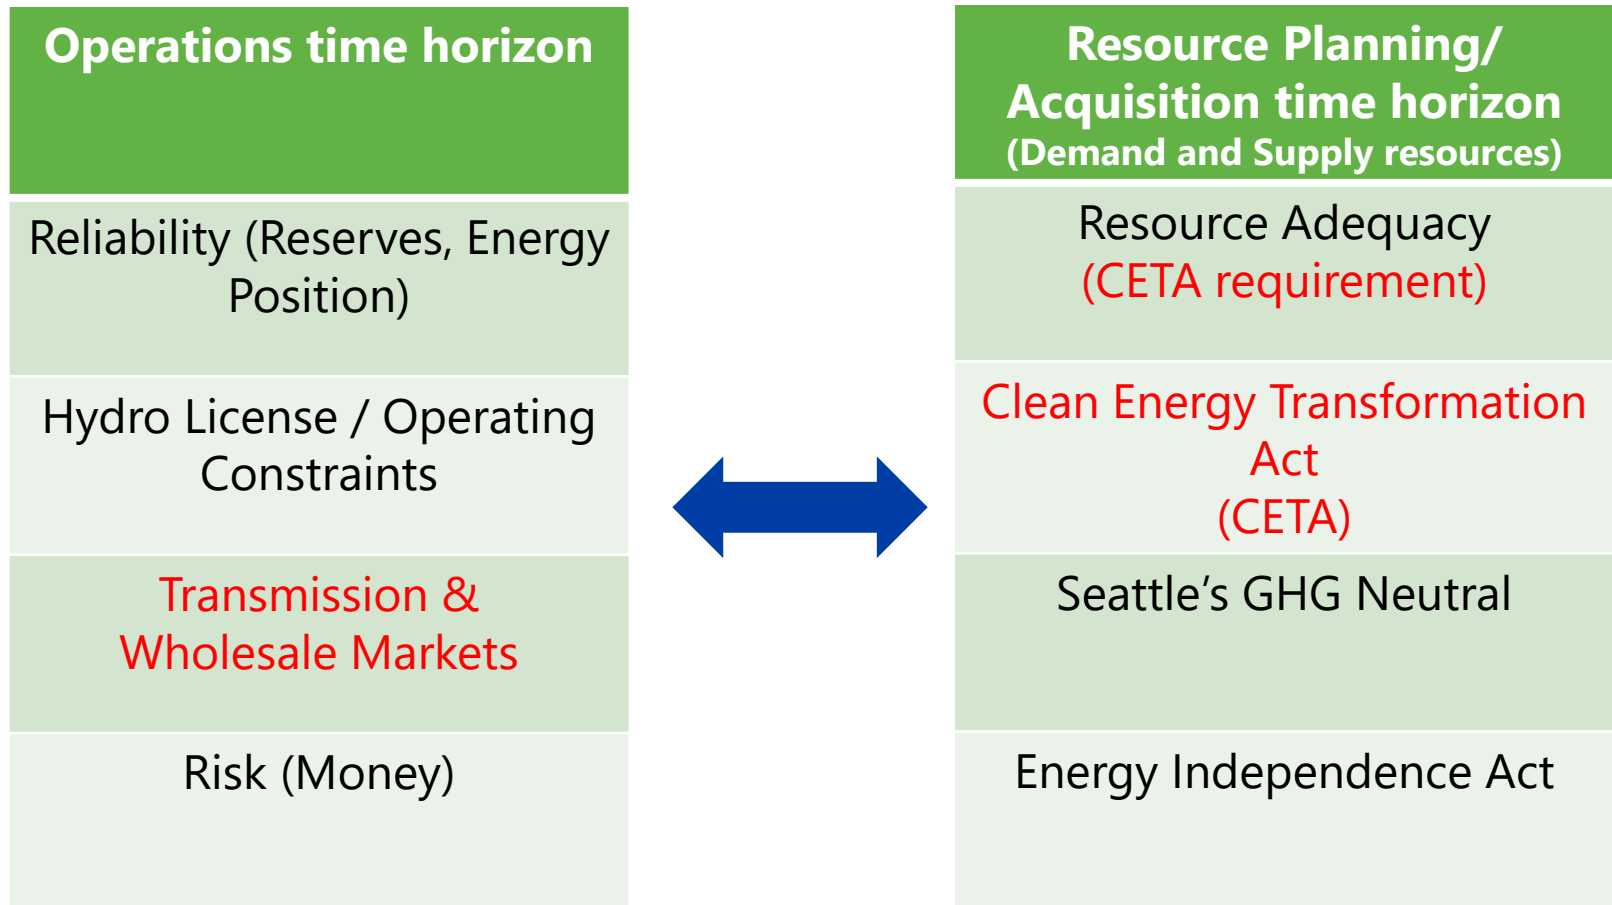 Operations time horizon
Reliability (Reserves, Energy
Position)
Hydro License / Operating
Constraints
Transmission &
Wholesale Markets
Risk (Money)
Resource Planning/
Acquisition time horizon
(Demand and Supply resources)
Resource Adequacy
(CETA requirement)
Clean Energy Transformation
Act
(CETA)
Seattle’s GHG Neutral
Energy Independence Act